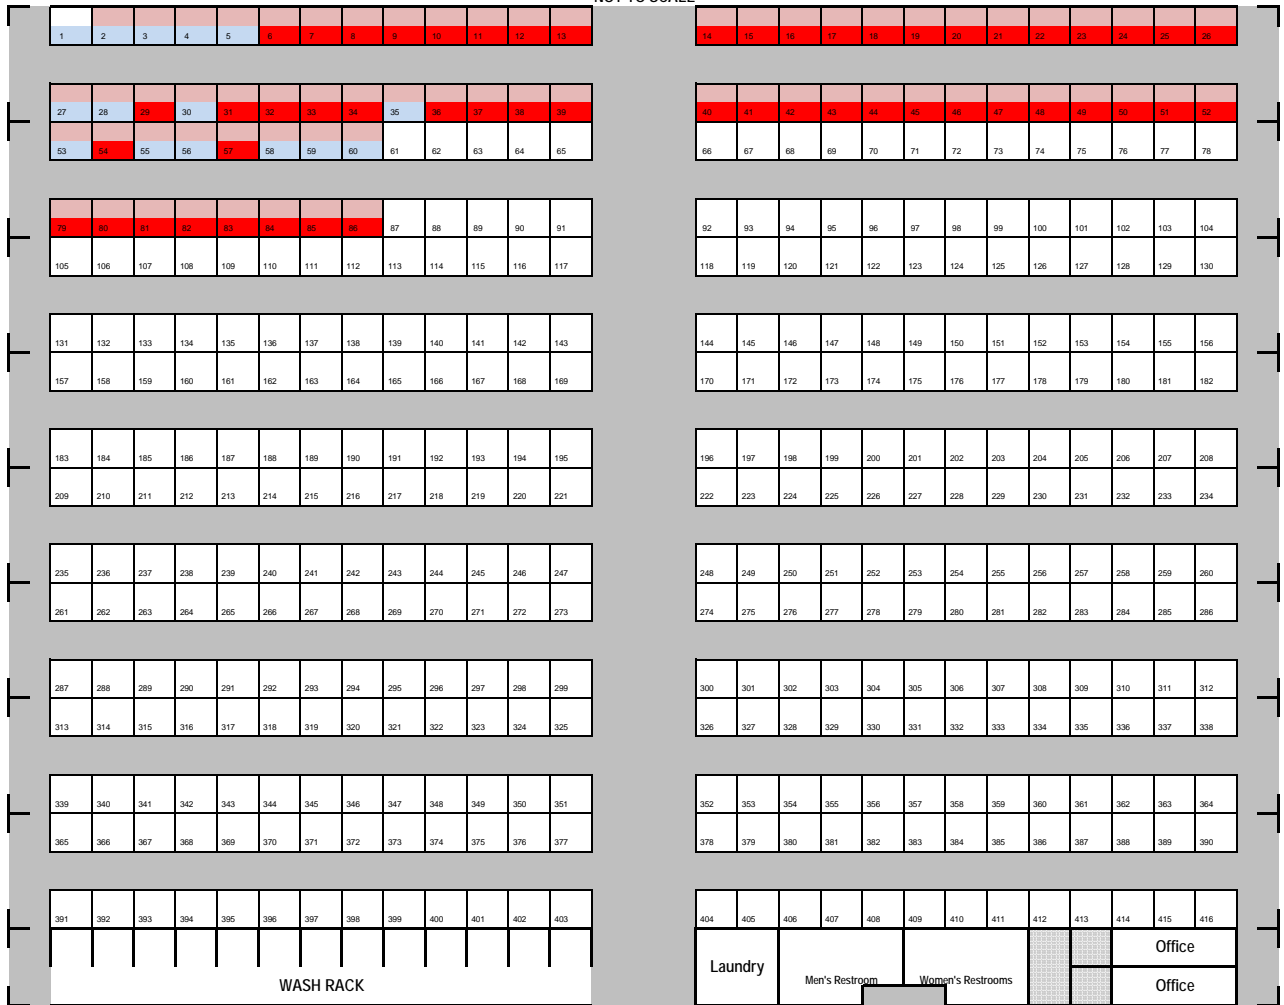 1 2 3 4 5 6 7 8 9 10 11 12 13 14 15 16 17 18 19 20 21 22 23 24 25 26
27 28 29 30 31 32 33 34 35 36 37 38 39 40 41 42 43 44 45 46 47 48 49 50 51 52
53 54 55 56 57 58 59 60 61 62 63 64 65 66 67 68 69 70 71 72 73 74 75 76 77 78
79 80 81 82 83 84 85 86 87 88 89 90 91 92 93 94 95 96 97 98 99 100 101 102 103 104
105 106 107 108 109 110 111 112 113 114 115 116 117 118 119 120 121 122 123 124 125 126 127 128 129 130
131 132 133 134 135 136 137 138 139 140 141 142 143 144 145 146 147 148 149 150 151 152 153 154 155 156
157 158 159 160 161 162 163 164 165 166 167 168 169 170 171 172 173 174 175 176 177 178 179 180 181 182
183 184 185 186 187 188 189 190 191 192 193 194 195 196 197 198 199 200 201 202 203 204 205 206 207 208
209 210 211 212 213 214 215 216 217 218 219 220 221 222 223 224 225 226 227 228 229 230 231 232 233 234
235 236 237 238 239 240 241 242 243 244 245 246 247 248 249 250 251 252 253 254 255 256 257 258 259 260
261 262 263 264 265 266 267 268 269 270 271 272 273 274 275 276 277 278 279 280 281 282 283 284 285 286
287 288 289 290 291 292 293 294 295 296 297 298 299 300 301 302 303 304 305 306 307 308 309 310 311 312
313 314 315 316 317 318 319 320 321 322 323 324 325 326 327 328 329 330 331 332 333 334 335 336 337 338
339 340 341 342 343 344 345 346 347 348 349 350 351 352 353 354 355 356 357 358 359 360 361 362 363 364
365 366 367 368 369 370 371 372 373 374 375 376 377 378 379 380 381 382 383 384 385 386 387 388 389 390
391 392 393 394 395 396 397 398 399 400 401 402 403 404 405 406 407 408 409 410 411 412 413 414 415 416
Office
Laundry
WASH RACK
Men's Restroom
Women's Restrooms
Office